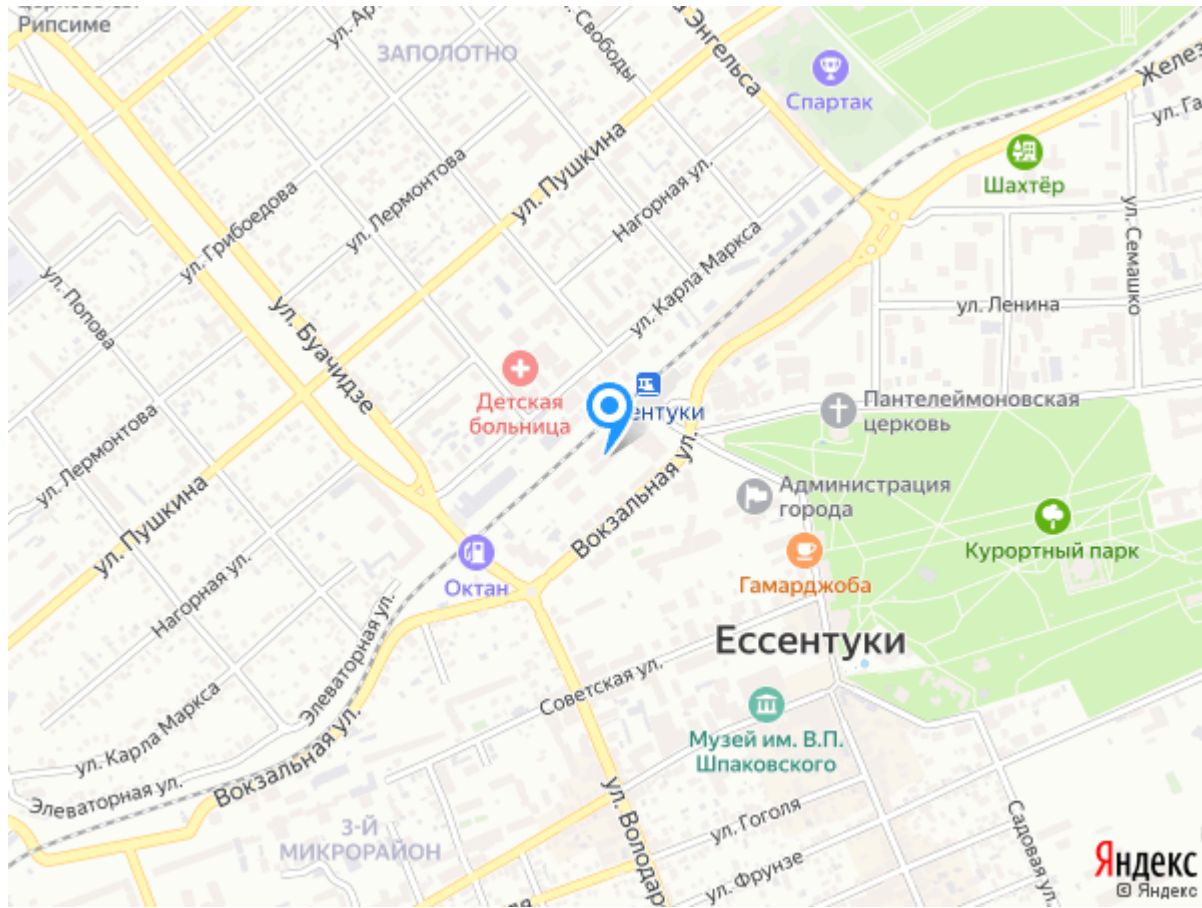 Рипсиме
ЗАПОЛОТНО
ул. Свободы
Энгельса
Спартак
Желез
ул. Га
Шахтёр
ул. Семашко
ул. Ленина
ул. Пушкина
ул. Лермонтова
Нагорная ул.
ул. Грибоедова
ул. Карла Маркса
ул. Попова
ул. Буачидзе
Детская
больница
ентуки
Пантелеймоновская
церковь
ул. Лермонтова
Администрация
города
ул. Пушкина
Вокзальная ул.
Курортный парк
Октан
Гамарджоба
Нагорная ул.
Элеваторная ул.
Ессентуки
Советская ул.
ул. Карла Маркса
Музей им. В.П.
Шпаковского
Элеваторная ул.
Вокзальная ул.
3-Й
МИКРОРАЙОН
ул. Володар
ул. Гоголя
ул. Фрунзе
Садовая ул.
Яндекс
© Яндекс